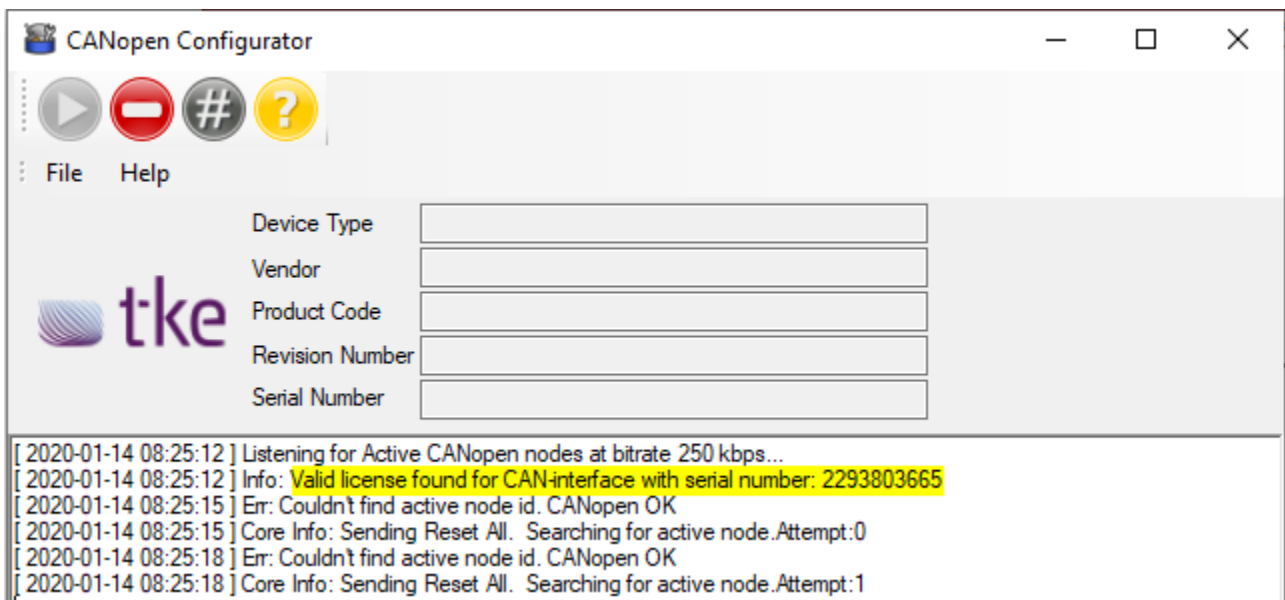 CANopen Configurator
#
?
File Help
Device Type
Vendor
tke
Product Code
Revision Number
Serial Number
[ 2020-01-14 08:25:12 ] Listening for Active CANopen nodes at bitrate 250 kbps...
[ 2020-01-14 08:25:12 ] Info: Valid license found for CAN-interface with serial number: 2293803665
[ 2020-01-14 08:25:15 ] Err: Couldn't find active node id. CANopen OK
[ 2020-01-14 08:25:15 ] Core Info: Sending Reset All.  Searching for active node.Attempt:0
[ 2020-01-14 08:25:18 ] Err: Couldn't find active node id. CANopen OK
[ 2020-01-14 08:25:18 ] Core Info: Sending Reset All.  Searching for active node.Attempt:1